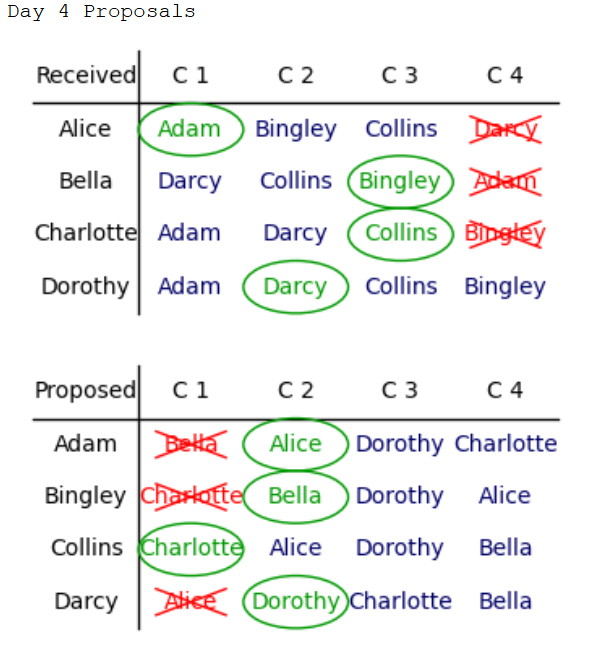 Day 4 Proposals
Received C 1 C 2 C 3 C 4
Alice Adam Bingley Collins Darcy
Bella Darcy Collins Bingley Adam
Charlotte Adam Darcy Collins Bingley
Dorothy Adam Darcy Collins Bingley
Proposed C 1 C 2 C 3 C 4
Adam Bella Alice Dorothy Charlotte
Bingley Charlotte Bella Dorothy Alice
Collins Charlotte Alice Dorothy Bella
Darcy Alice Dorothy Charlotte Bella